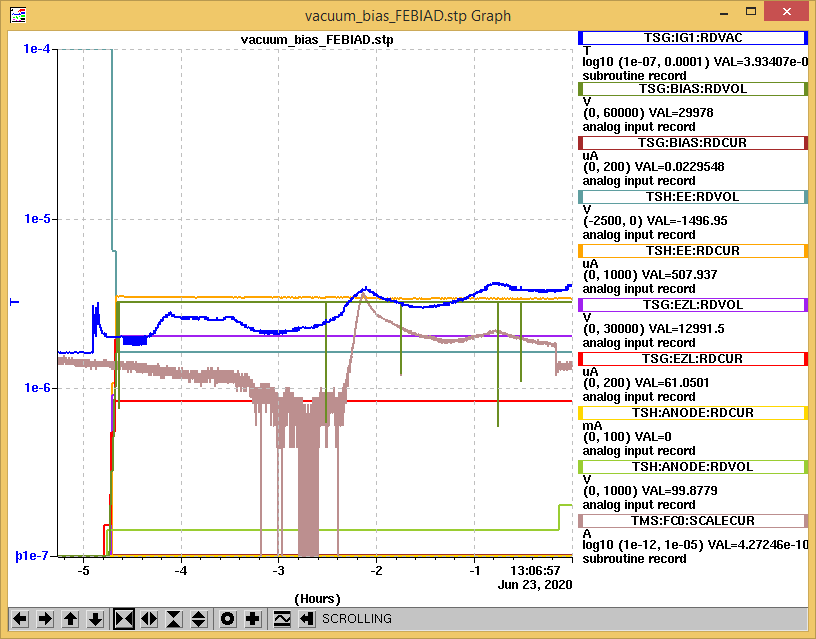 vacuum_bias_FEBIAD.stp Graph
vacuum_bias_FEBIAD.stp
1e-4
1e-5
T
1e-6
1e-7
-5
-4
-3
-2
-1
13:06:57
Jun 23, 2020
(Hours)
TSG:IG1:RDVAC
T
log10 (1e-07, 0.0001) VAL=3.93407e-0
subroutine record
TSG:BIAS:RDVOL
V
(0, 60000) VAL=29978
analog input record
TSG:BIAS:RDCUR
uA
(0, 200) VAL=0.0229548
analog input record
TSH:EE:RDVOL
V
(-2500, 0) VAL=-1496.95
analog input record
TSH:EE:RDCUR
uA
(0, 1000) VAL=507.937
analog input record
TSG:EZL:RDVOL
V
(0, 30000) VAL=12991.5
analog input record
TSG:EZL:RDCUR
uA
(0, 200) VAL=61.0501
analog input record
TSH:ANODE:RDCUR
mA
(0, 100) VAL=0
analog input record
TSH:ANODE:RDVOL
V
(0, 1000) VAL=99.8779
analog input record
TMS:FC0:SCALECUR
A
log10 (1e-12, 1e-05) VAL=4.27246e-10
subroutine record
SCROLLING